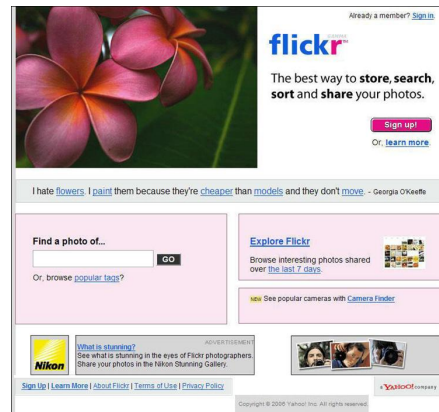 Already a member? Sign in.
flickr
The best way to store, search,
sort and share your photos.
Sign up!
Or, learn more.
I hate flowers. I paint them because they're cheaper than models and they don't move. - Georgia O'Keeffe
Find a photo of...
GO
Or, browse popular tags?
Explore Flickr
Browse interesting photos shared
over the last 7 days.
NEW See popular cameras with Camera Finder
ADVERTISEMENT
What is stunning?
See what is stunning in the eyes of Flickr photographers.
Share your photos in the Nikon Stunning Gallery.
Nikon
Sign Up | Learn More | About Flickr | Terms of Use | Privacy Policy
a YAHOO! company
Copyright © 2006 Yahoo! Inc. All rights reserved.